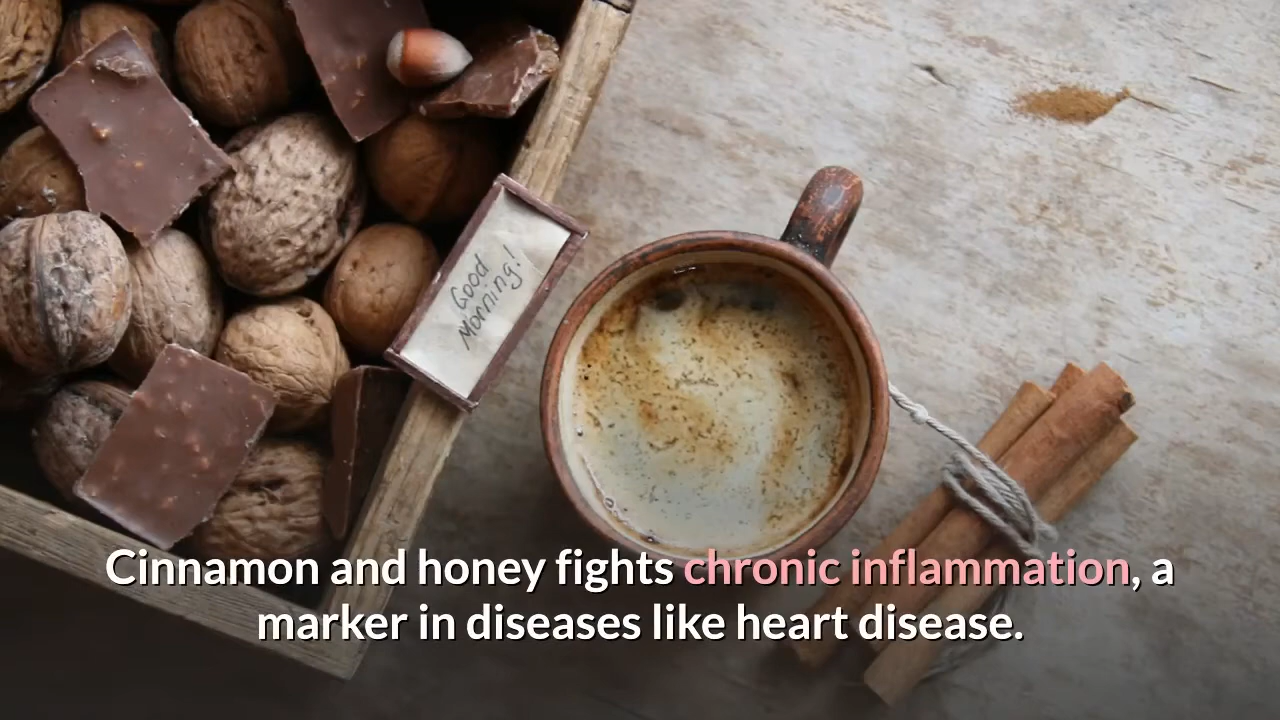 Good
Morning!
Cinnamon and honey fights chronic inflammation, a
marker in diseases like heart disease.